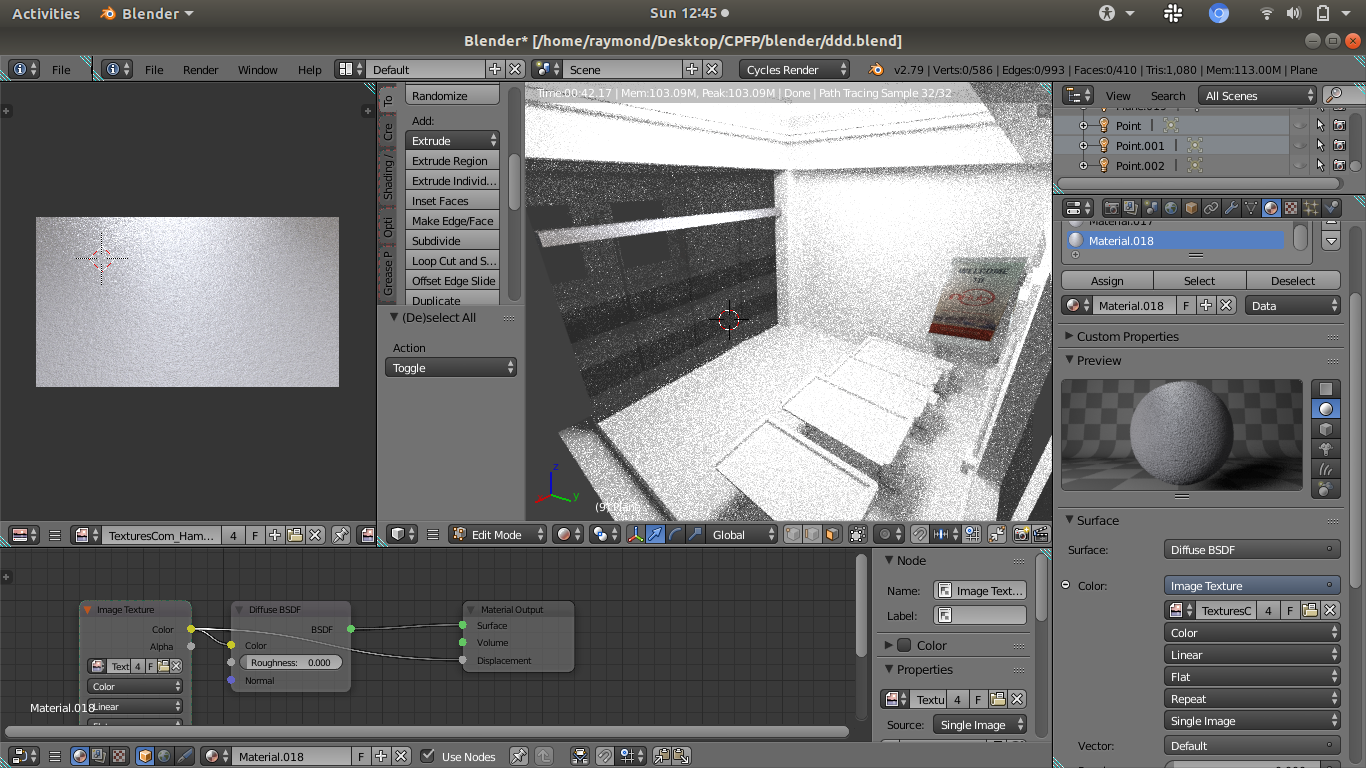 Activities Blender Sun 12:45
Blender* [/home/raymond/Desktop/CPFP/blender/ddd.blend]
File File Render Window Help Default Scene Cycles Render v2.79 | Verts:0/586 | Edges:0/993 | Faces:0/410 | Tris:1,080 | Mem:113.00M | Plane
Time:00:42.17 | Mem:103.09M, Peak:103.09M | Done | Path Tracing Sample 32/32
To
Cre
Shading /
Opti
Grease P
Randomize
Add:
Extrude
Extrude Region
Extrude Individ...
Inset Faces
Make Edge/Face
Subdivide
Loop Cut and S...
Offset Edge Slide
Duplicate
(De)select All
Action
Toggle
WELCOME
TO
z
y
View Search All Scenes
Point
Point.001
Point.002
Material.017
Material.018
Assign Select Deselect
Material.018 F Data
Custom Properties
Preview
Surface
Surface: Diffuse BSDF
Color: Image Texture
TexturesC 4 F
Color
Linear
Flat
Repeat
Single Image
Vector: Default
TexturesCom_Ham... 4 F
Edit Mode Global
Image Texture
Color
Alpha
Text 4 F
Color
Linear
Diffuse BSDF
BSDF
Color
Roughness: 0.000
Normal
Material Output
Surface
Volume
Displacement
Material.018
Node
Name: Image Text...
Label:
Color
Properties
Textu 4 F
Source: Single Image
Material.018 F Use Nodes